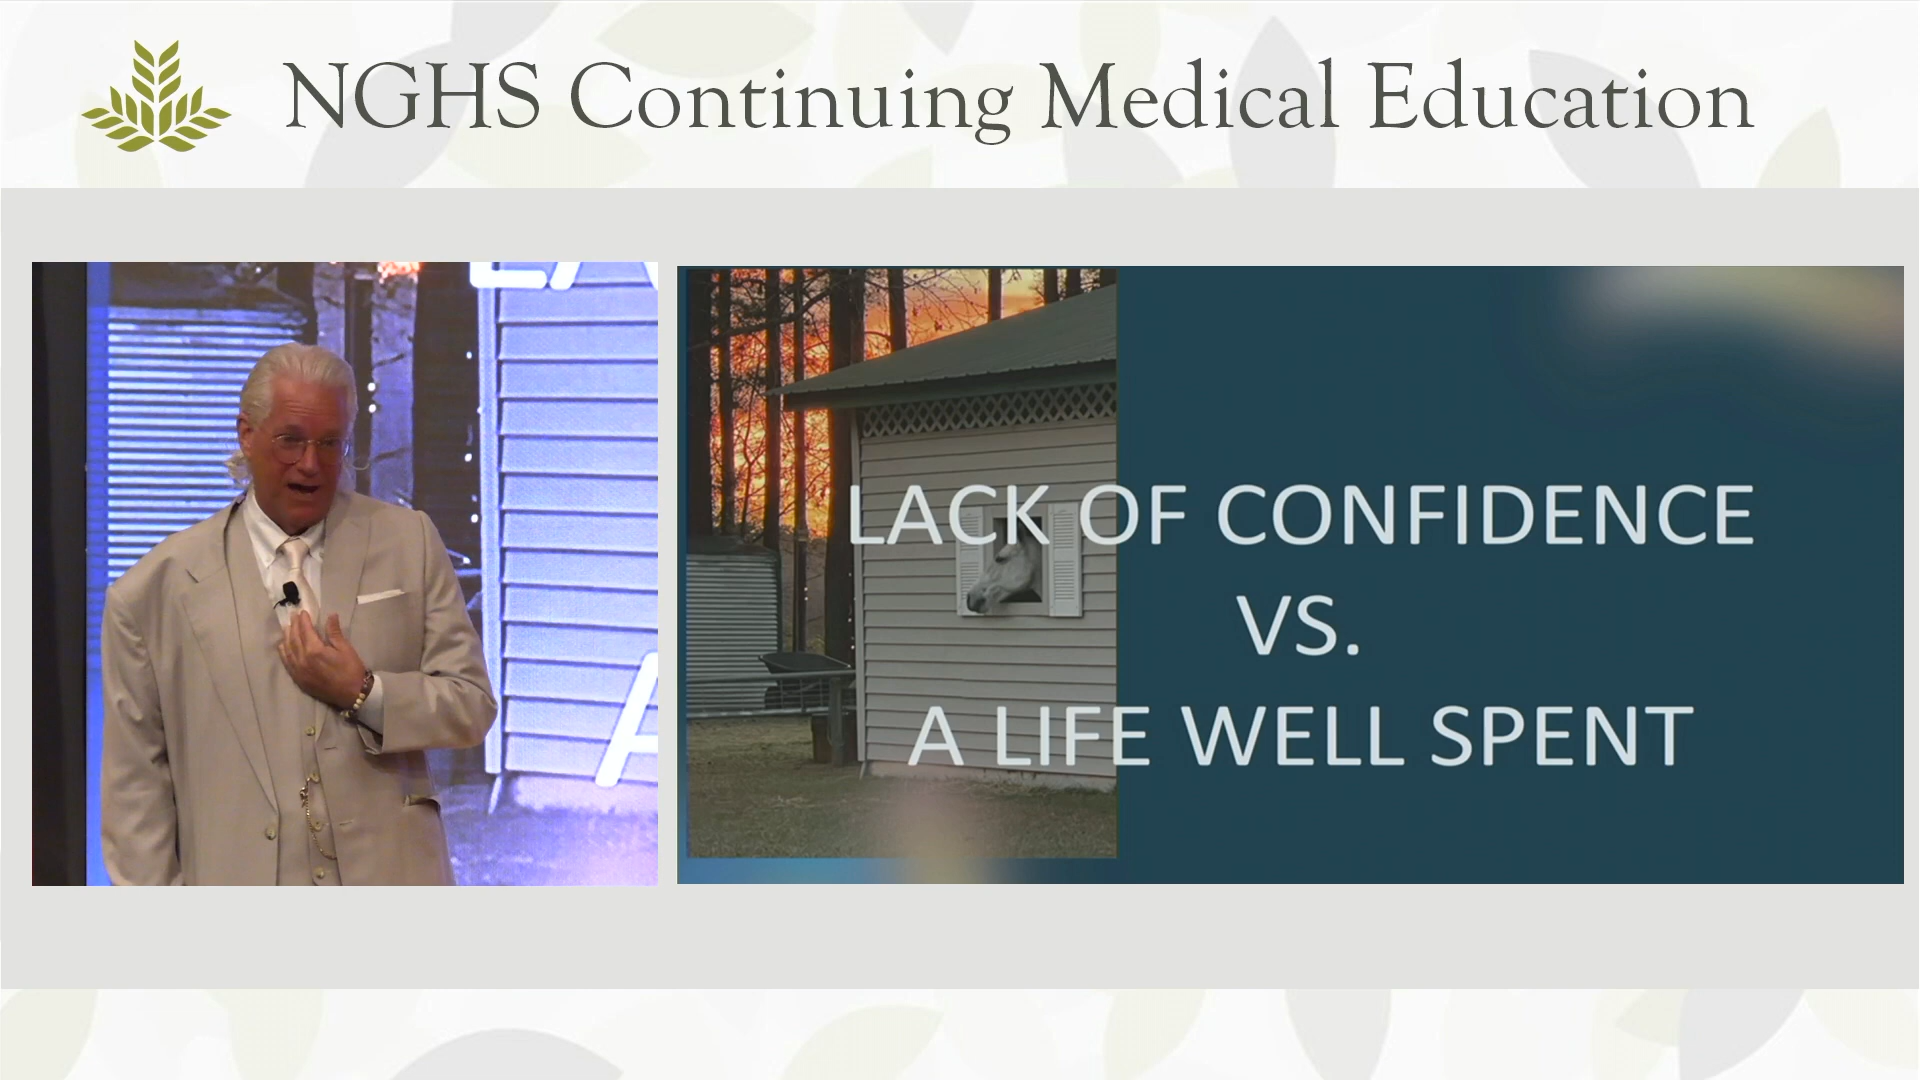 NGHS Continuing Medical Education
LACK OF CONFIDENCE
VS.
A LIFE WELL SPENT